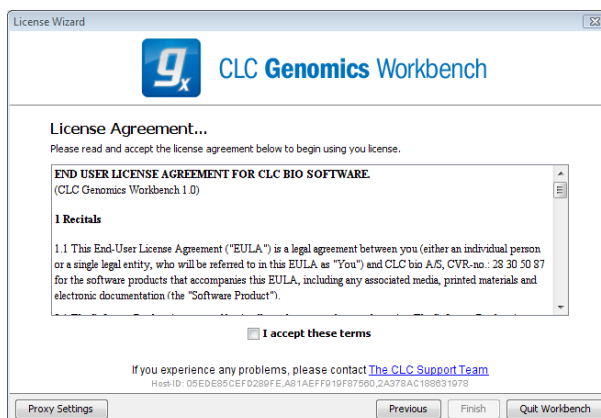 License Wizard
gx CLC Genomics Workbench
License Agreement...
Please read and accept the license agreement below to begin using you license.
END USER LICENSE AGREEMENT FOR CLC BIO SOFTWARE.
(CLC Genomics Workbench 1.0)
1 Recitals
1.1 This End-User License Agreement ("EULA") is a legal agreement between you (either an individual person
or a single legal entity, who will be referred to in this EULA as "You") and CLC bio A/S, CVR-no.: 28 30 50 87
for the software products that accompanies this EULA, including any associated media, printed materials and
electronic documentation (the "Software Product").
I accept these terms
If you experience any problems, please contact The CLC Support Team
Host-ID: 05EDE85CEFD289FE,A81AEFF919F87560,2A378AC188631978
Proxy Settings Previous Finish Quit Workbench